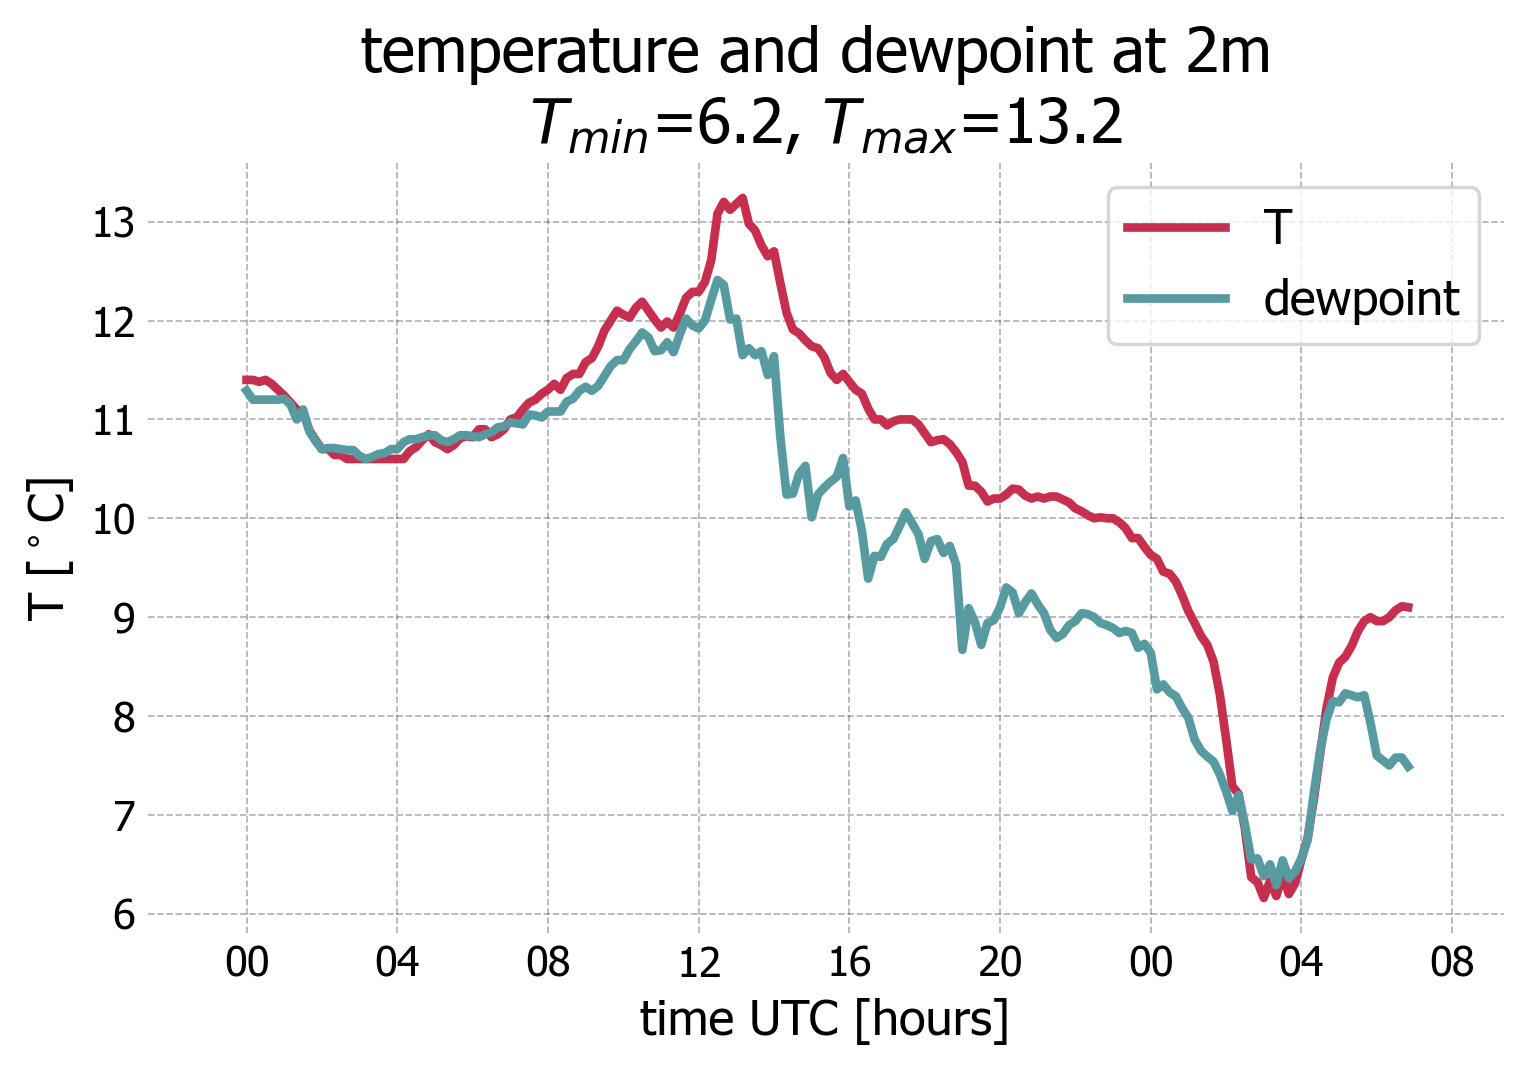 temperature and dewpoint at 2m
T_min=6.2, T_max=13.2
T
dewpoint
T [°C]
13
12
11
10
9
8
7
6
00 04 08 12 16 20 00 04 08
time UTC [hours]